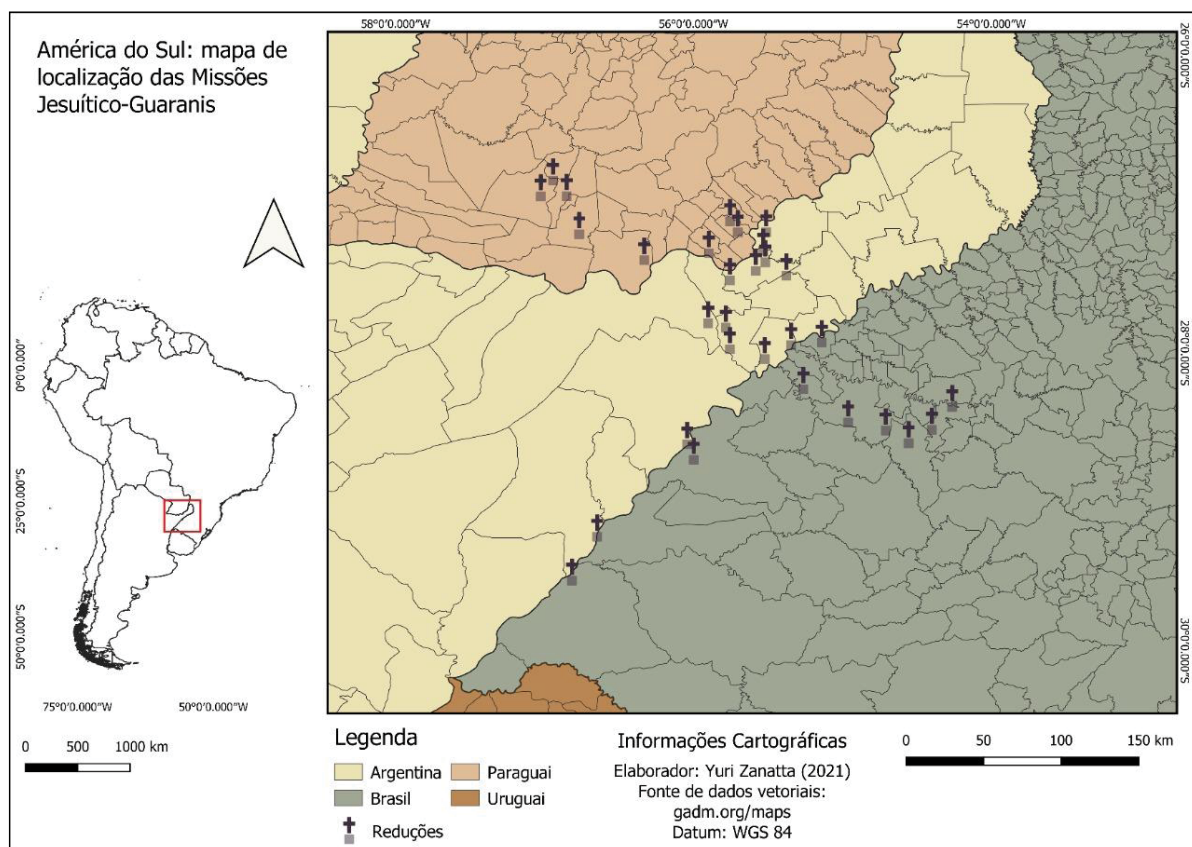 América do Sul: mapa de
localização das Missões
Jesuítico-Guaranis
58°0'0.000"W
56°0'0.000"W
54°0'0.000"W
26°0'0.000"S
28°0'0.000"S
30°0'0.000"S
0°0'0.000"
25°0'0.000"S
50°0'0.000"S
75°0'0.000"W
50°0'0.000"W
0 500 1000 km
Legenda
Argentina
Paraguai
Brasil
Uruguai
Reduções
Informações Cartográficas
Elaborador: Yuri Zanatta (2021)
Fonte de dados vetoriais:
gadm.org/maps
Datum: WGS 84
0 50 100 150 km